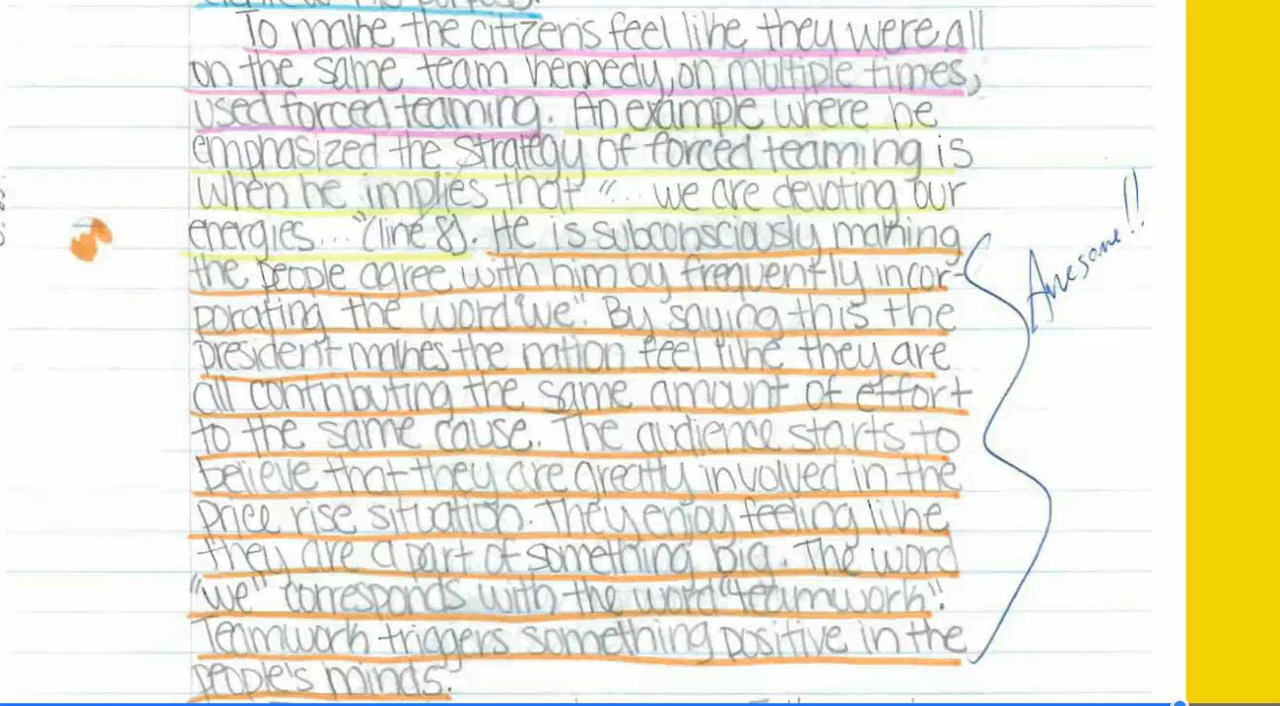 achieve his purpose.
To make the citizens feel like they were all
on the same team Kennedy, on multiple times,
used forced teaming. An example where he
emphasized the strategy of forced teaming is
when he implies that "... we are devoting our
energies..." (line 8). He is subconsciously making
the people agree with him by frequently incor-
porating the word "we". By saying this the
president makes the nation feel like they are
all contributing the same amount of effort
to the same cause. The audience starts to
believe that they are greatly involved in the
price rise situation. They enjoy feeling like
they are a part of something big. The word
"we" corresponds with the word "teamwork".
Teamwork triggers something positive in the
people's minds.
Awesome!!